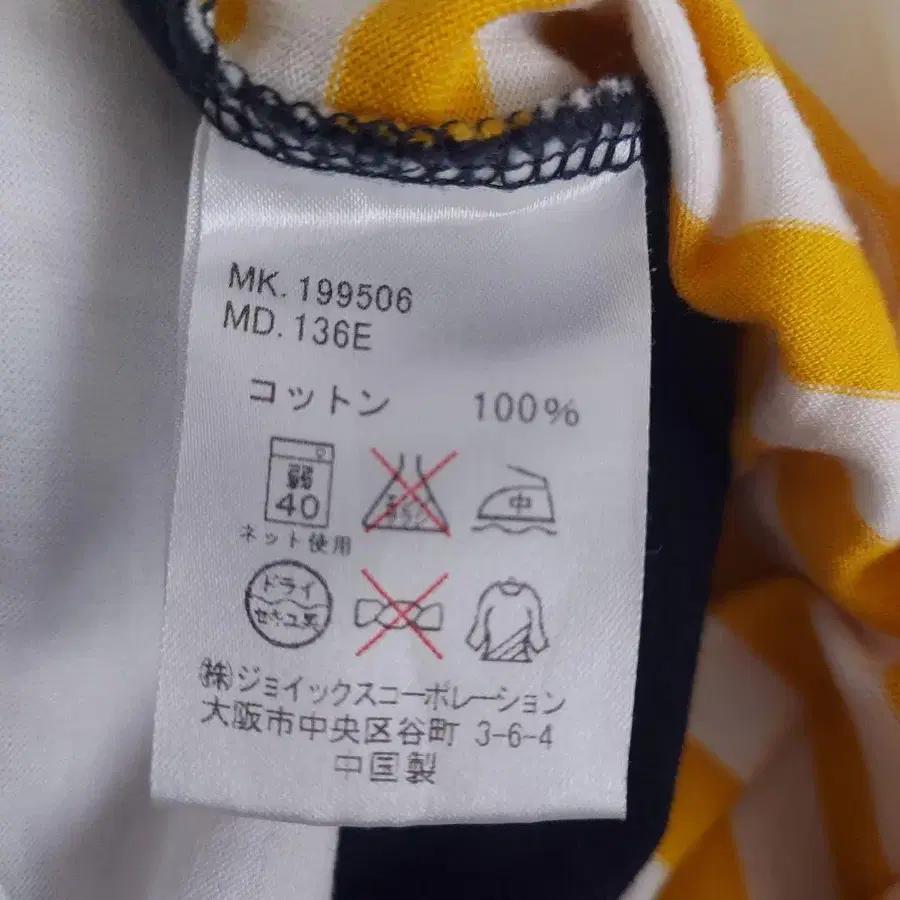 MK. 199506
MD. 136E
コットン 100%
弱
40
中
ネット使用
ドライ
セキユ系
(株)ジョイックスコーポレーション
大阪市中央区谷町 3-6-4
中国製